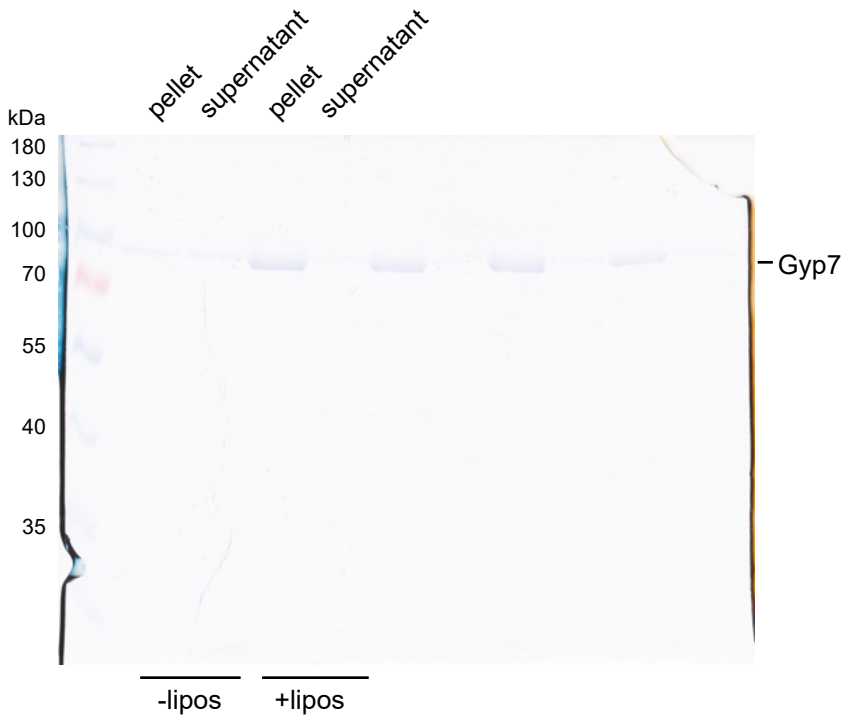 pellet
supernatant
pellet
supernatant
kDa
180
130
100
70
55
40
35
Gyp7
-lipos
+lipos